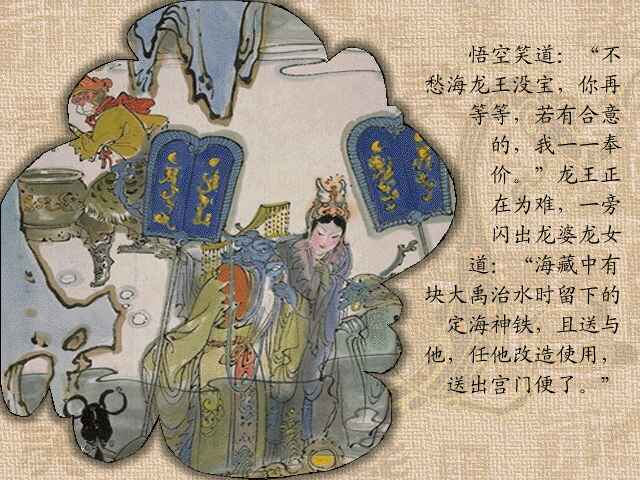 悟空笑道：“不
愁海龙王没宝，你再
等等，若有合意
的，我一一奉
价。”龙王正
在为难，一旁
闪出龙婆龙女
道：“海藏中有
块大禹治水时留下的
定海神铁，且送与
他，任他改造使用，
送出宫门便了。”